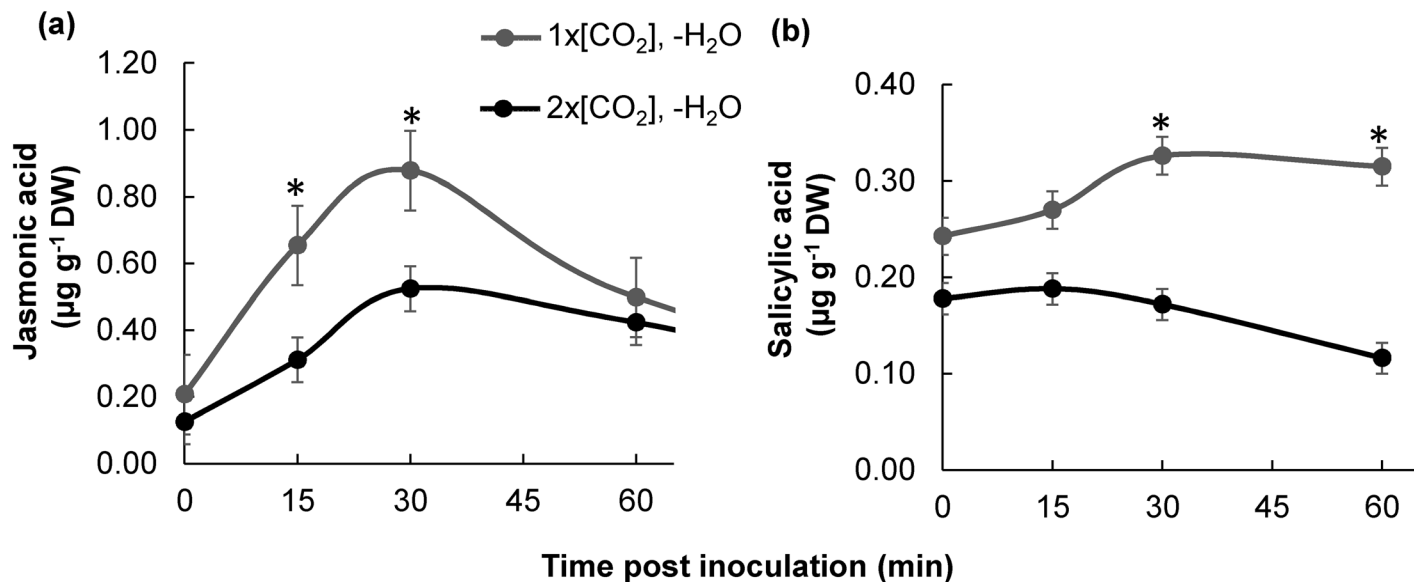 (a)
1x[CO₂], -H₂O
2x[CO₂], -H₂O
Jasmonic acid
(µg g⁻¹ DW)
1.20
1.00
0.80
0.60
0.40
0.20
0.00
* *
0 15 30 45 60
(b)
Salicylic acid
(µg g⁻¹ DW)
0.40
0.30
0.20
0.10
0.00
* *
0 15 30 45 60
Time post inoculation (min)